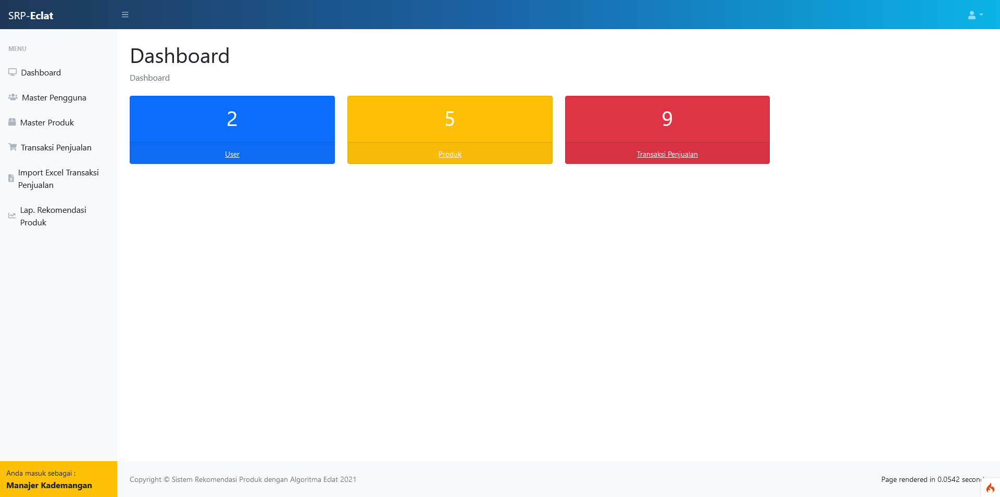 SRP-Eclat
MENU
Dashboard
Master Pengguna
Master Produk
Transaksi Penjualan
Import Excel Transaksi
Penjualan
Lap. Rekomendasi
Produk
Anda masuk sebagai :
Manajer Kademangan
Dashboard
Dashboard
2
User
5
Produk
9
Transaksi Penjualan
Copyright © Sistem Rekomendasi Produk dengan Algoritma Eclat 2021
Page rendered in 0.0542 second